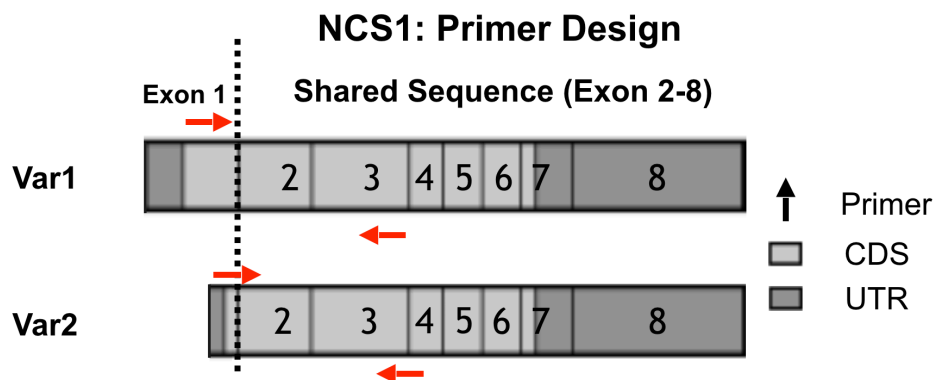 NCS1: Primer Design
Exon 1
Shared Sequence (Exon 2-8)
Var1
2 3 4 5 6 7 8
Primer
CDS
UTR
Var2
2 3 4 5 6 7 8